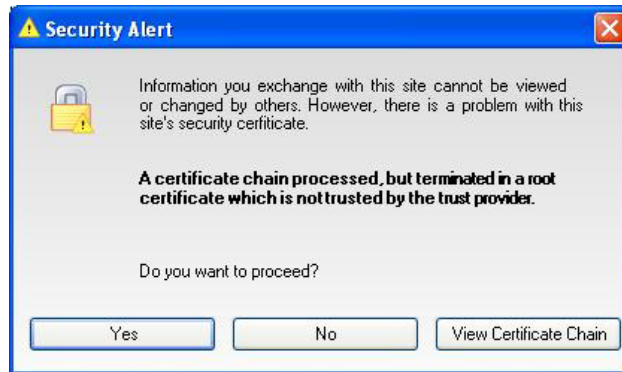 Security Alert
Information you exchange with this site cannot be viewed
or changed by others. However, there is a problem with this
site's security cerfiticate.
A certificate chain processed, but terminated in a root
certificate which is not trusted by the trust provider.
Do you want to proceed?
Yes
No
View Certificate Chain